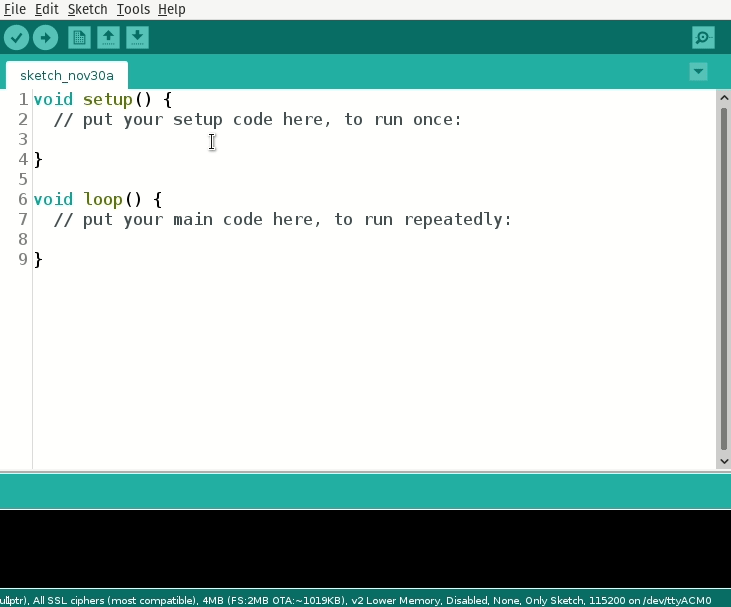 File Edit Sketch Tools Help
sketch_nov30a
1 void setup() {
2 // put your setup code here, to run once:
3
4 }
5
6 void loop() {
7 // put your main code here, to run repeatedly:
8
9 }
All SSL ciphers (most compatible), 4MB (FS:2MB OTA:~1019KB), v2 Lower Memory, Disabled, None, Only Sketch, 115200 on /dev/ttyACM0